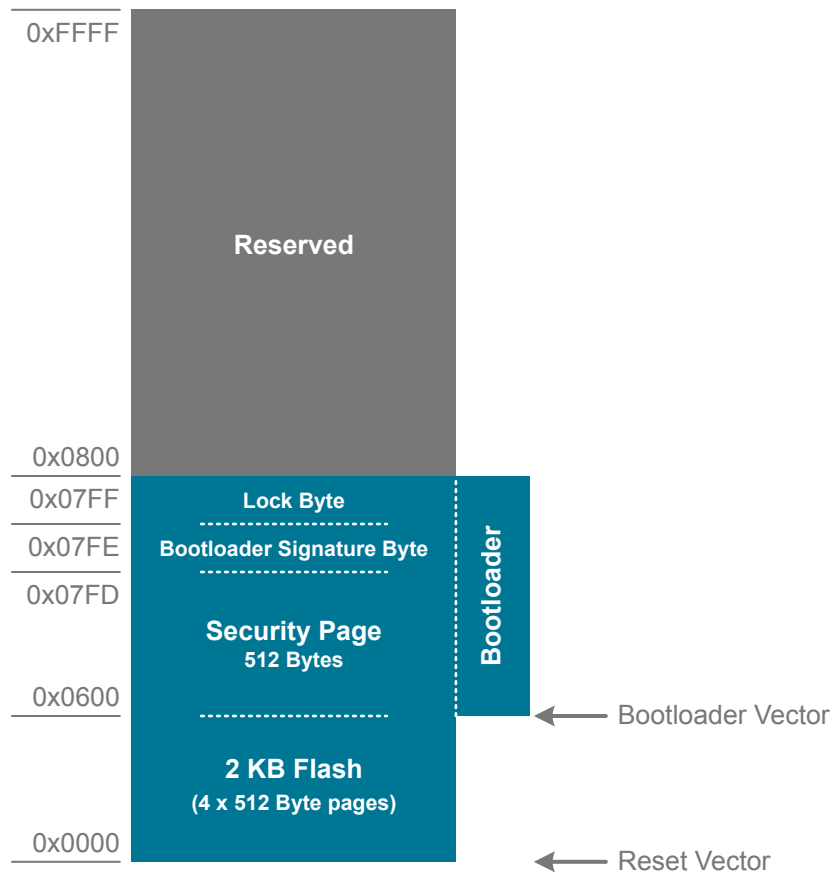 0xFFFF
Reserved
0x0800
0x07FF
Lock Byte
0x07FE
Bootloader Signature Byte
0x07FD
Security Page
512 Bytes
Bootloader
0x0600
Bootloader Vector
2 KB Flash
(4 x 512 Byte pages)
0x0000
Reset Vector